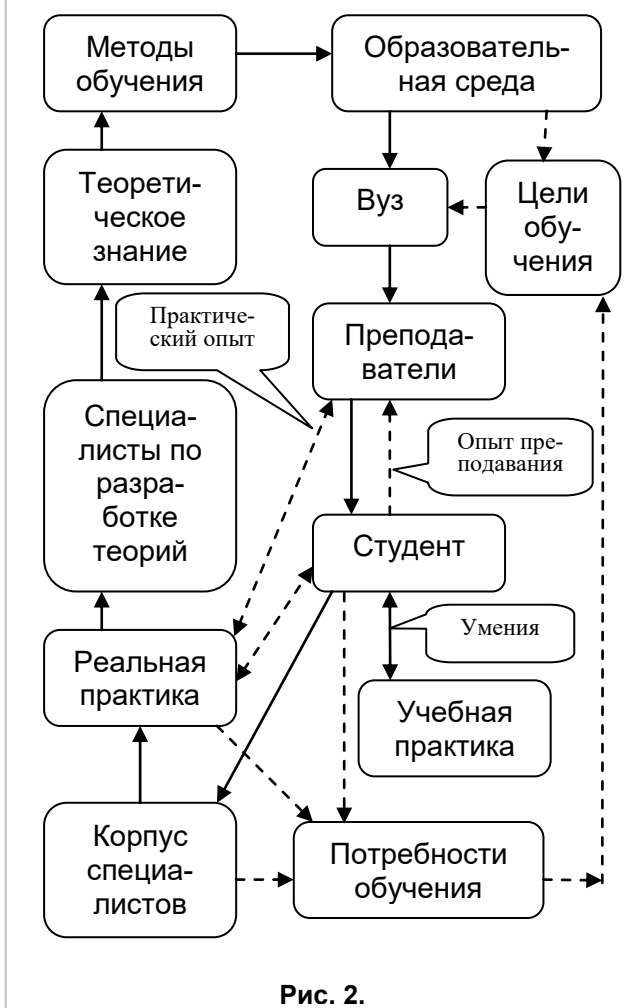 Методы
обучения
Образователь-
ная среда
Теорети-
ческое
знание
Вуз
Цели
обу-
чения
Практиче-
ский опыт
Препода-
ватели
Специа-
листы по
разра-
ботке
теорий
Опыт пре-
подавания
Студент
Умения
Реальная
практика
Учебная
практика
Корпус
специа-
листов
Потребности
обучения
Рис. 2.